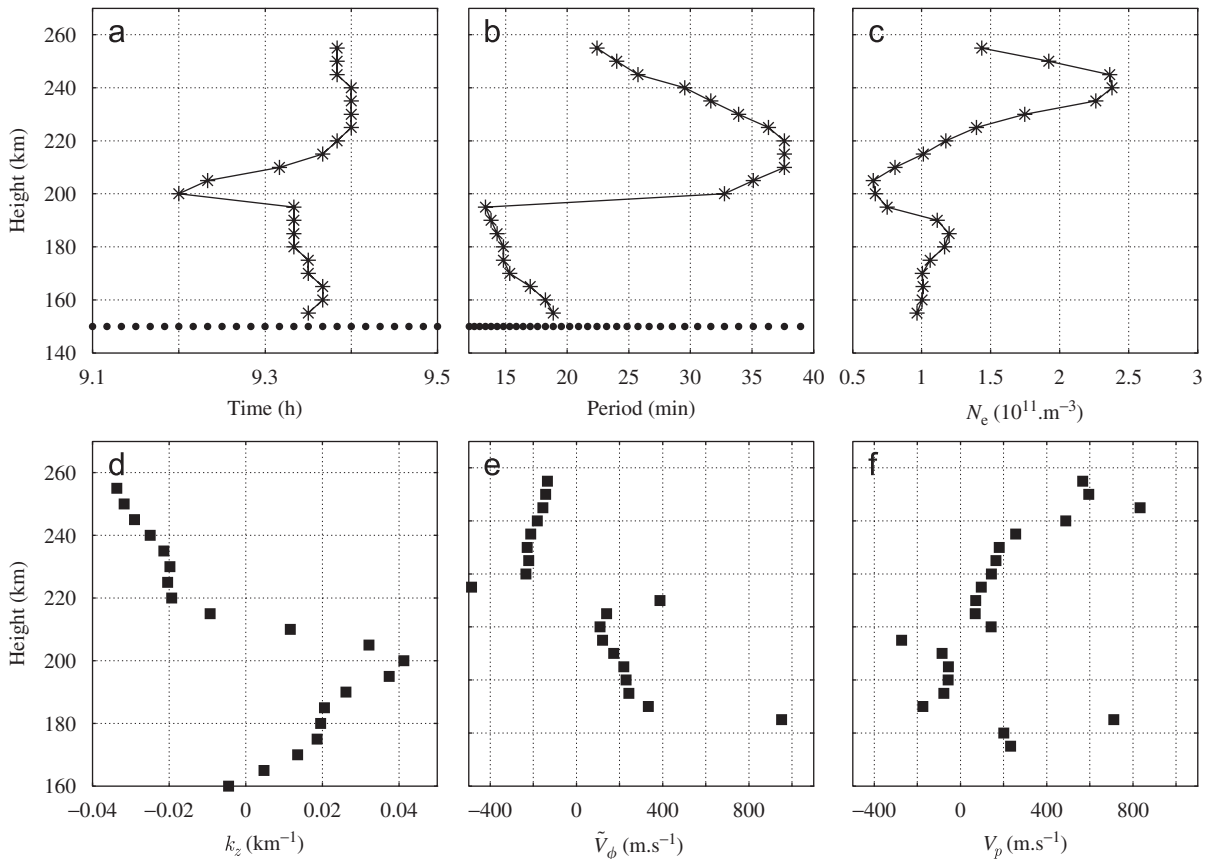 a b c
Height (km)
260
240
220
200
180
160
140
9.1 9.3 9.5
Time (h)
15 20 25 30 35 40
Period (min)
0.5 1 1.5 2 2.5 3
Nₑ (10¹¹.m⁻³)
d e f
Height (km)
260
240
220
200
180
160
−0.04 −0.02 0 0.02 0.04
k_z (km⁻¹)
−400 0 400 800
Ṽ_ϕ (m.s⁻¹)
−400 0 400 800
V_p (m.s⁻¹)